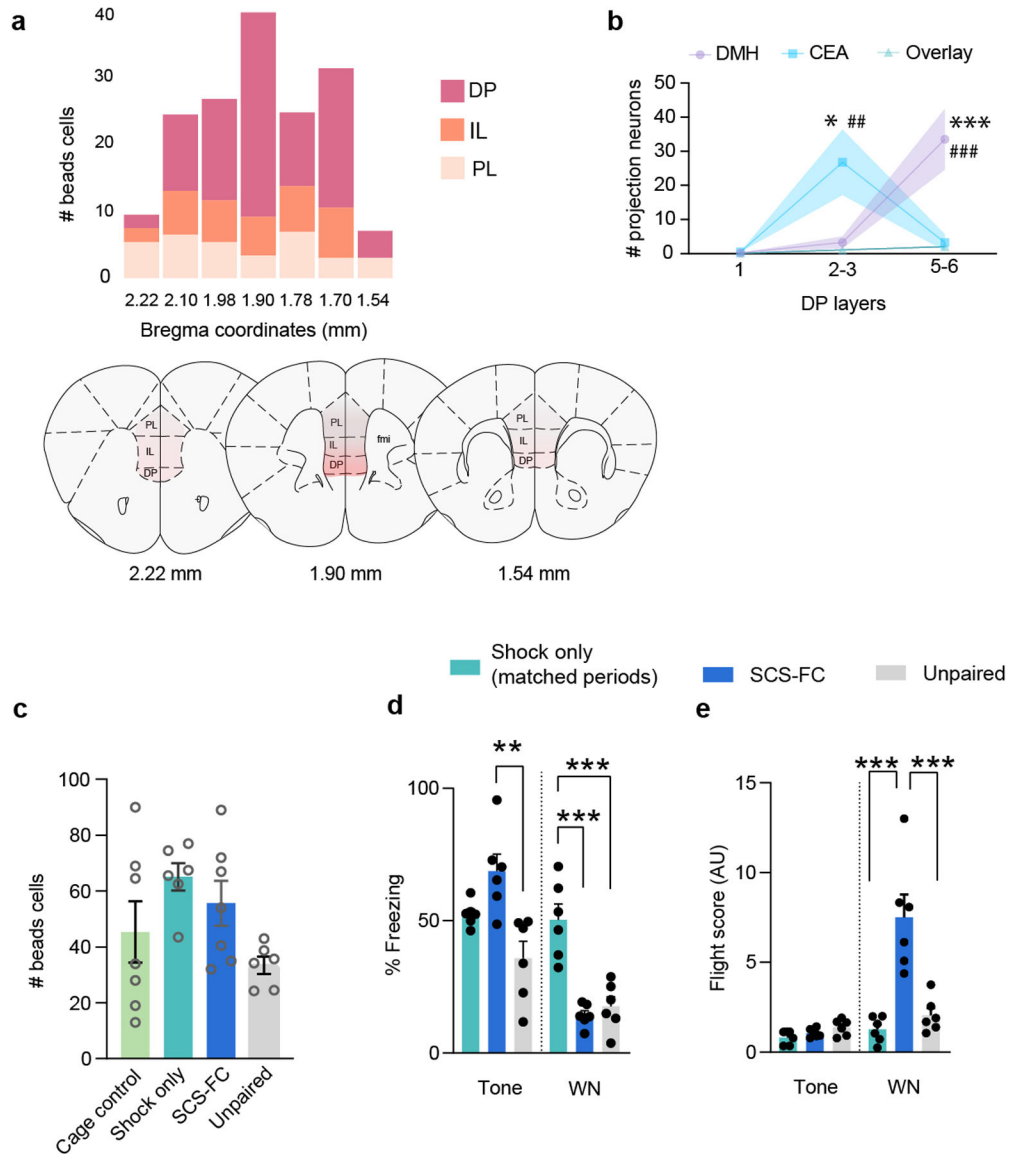 a
40
30
20
10
0
# beads cells
DP
IL
PL
2.22 2.10 1.98 1.90 1.78 1.70 1.54
Bregma coordinates (mm)
PL
IL
DP
PL
IL
DP
fmi
PL
IL
DP
2.22 mm
1.90 mm
1.54 mm
b
DMH CEA Overlay
50
40
30
20
10
0
# projection neurons
* ##
***
###
1 2-3 5-6
DP layers
Shock only
(matched periods)
SCS-FC
Unpaired
c
100
80
60
40
20
0
# beads cells
Cage control
Shock only
SCS-FC
Unpaired
d
100
50
0
% Freezing
**
***
***
Tone WN
e
15
10
5
0
Flight score (AU)
*** ***
Tone WN